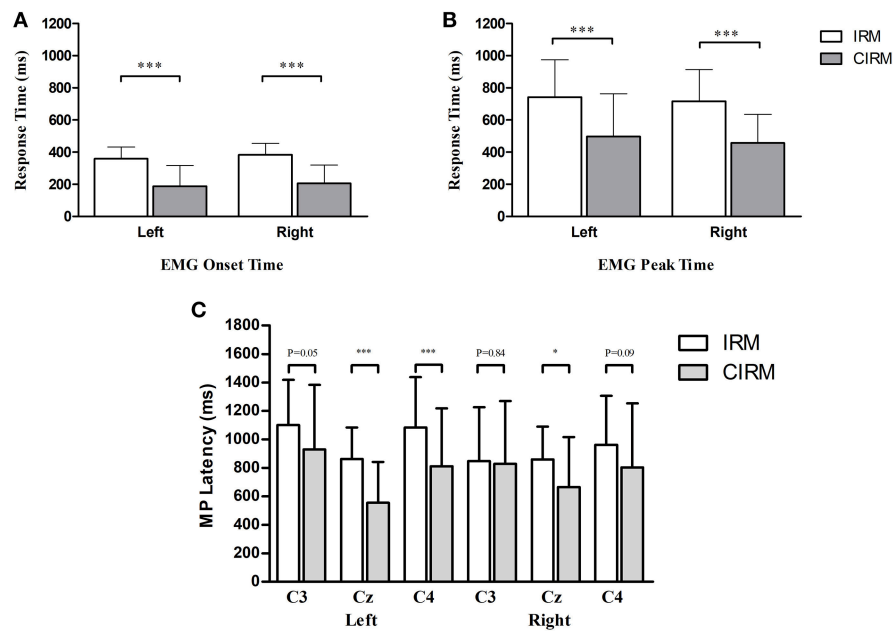 A
Response Time (ms)
1200
1000
800
600
400
200
0
***
***
Left
Right
EMG Onset Time
B
Response Time (ms)
1200
1000
800
600
400
200
0
***
***
Left
Right
EMG Peak Time
IRM
CIRM
C
MP Latency (ms)
1800
1600
1400
1200
1000
800
600
400
200
0
P=0.05
***
***
P=0.84
*
P=0.09
C3 Cz C4 C3 Cz C4
Left Right
IRM
CIRM